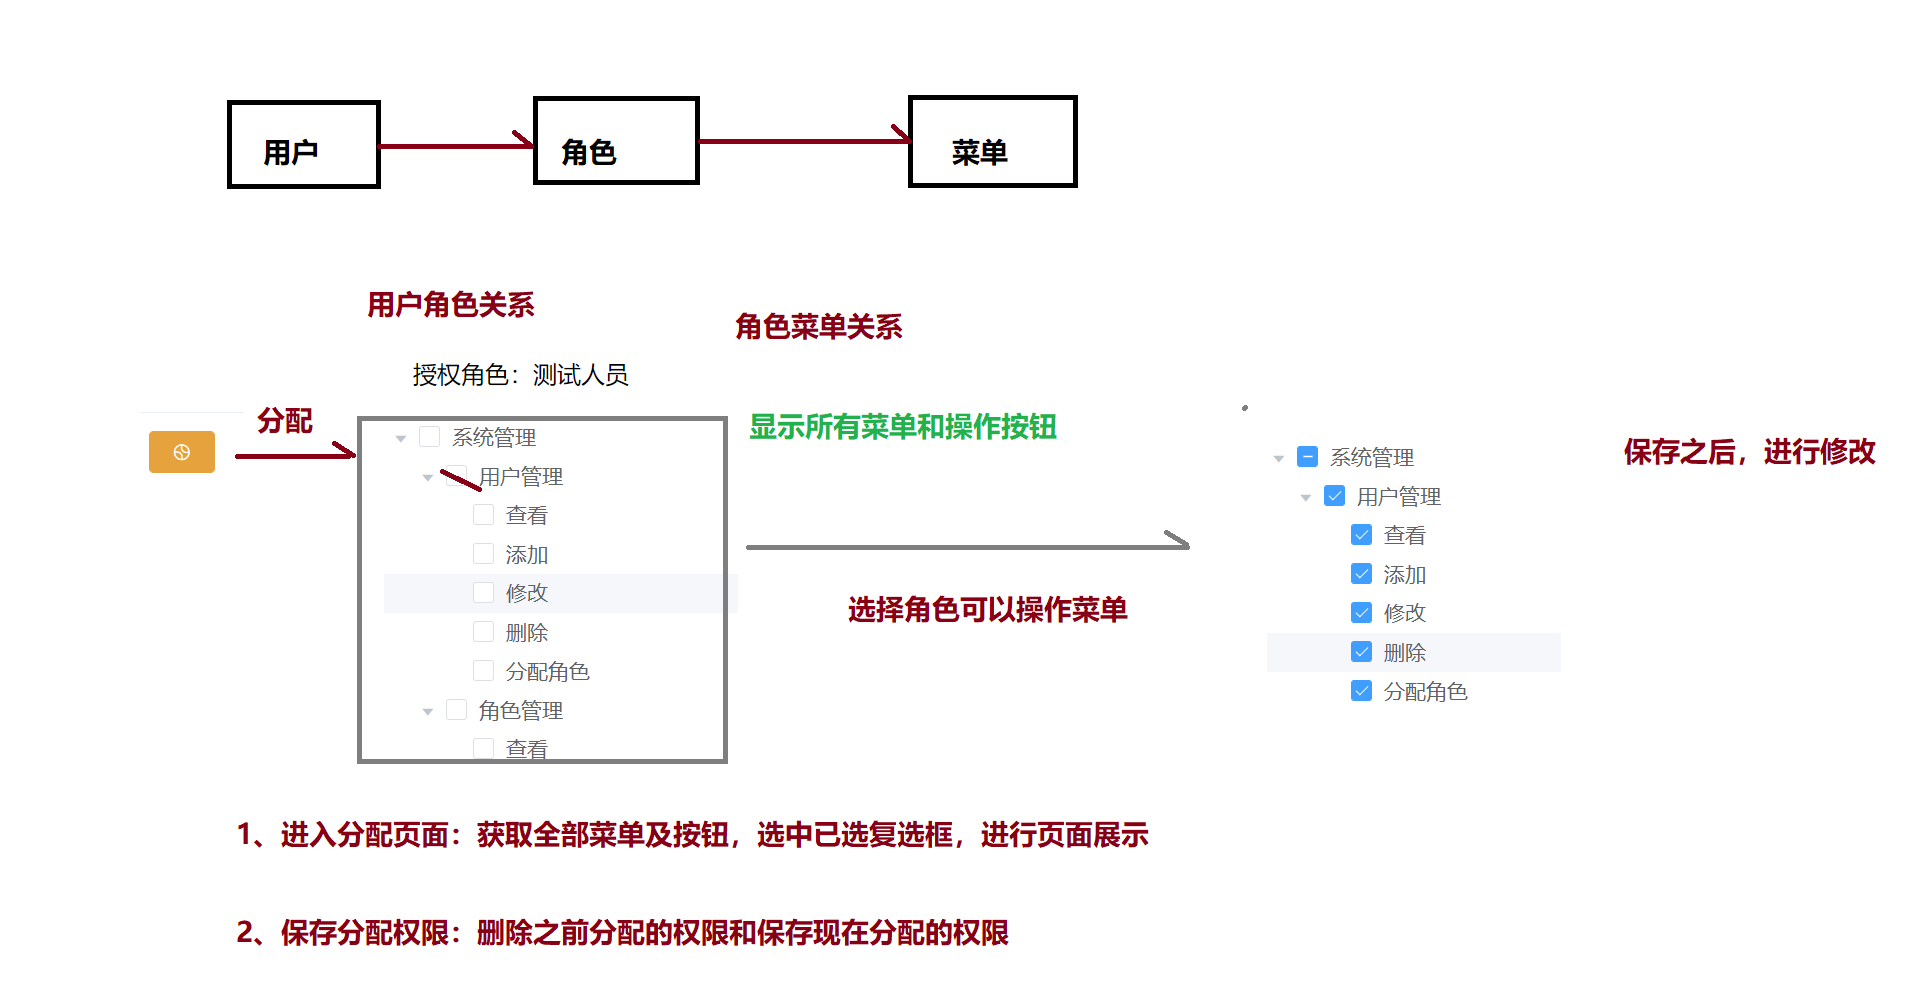 用户
角色
菜单
用户角色关系
角色菜单关系
授权角色：测试人员
分配
显示所有菜单和操作按钮
系统管理
用户管理
查看
添加
修改
删除
分配角色
角色管理
查看
选择角色可以操作菜单
系统管理
用户管理
查看
添加
修改
删除
分配角色
保存之后，进行修改
1、进入分配页面：获取全部菜单及按钮，选中已选复选框，进行页面展示
2、保存分配权限：删除之前分配的权限和保存现在分配的权限